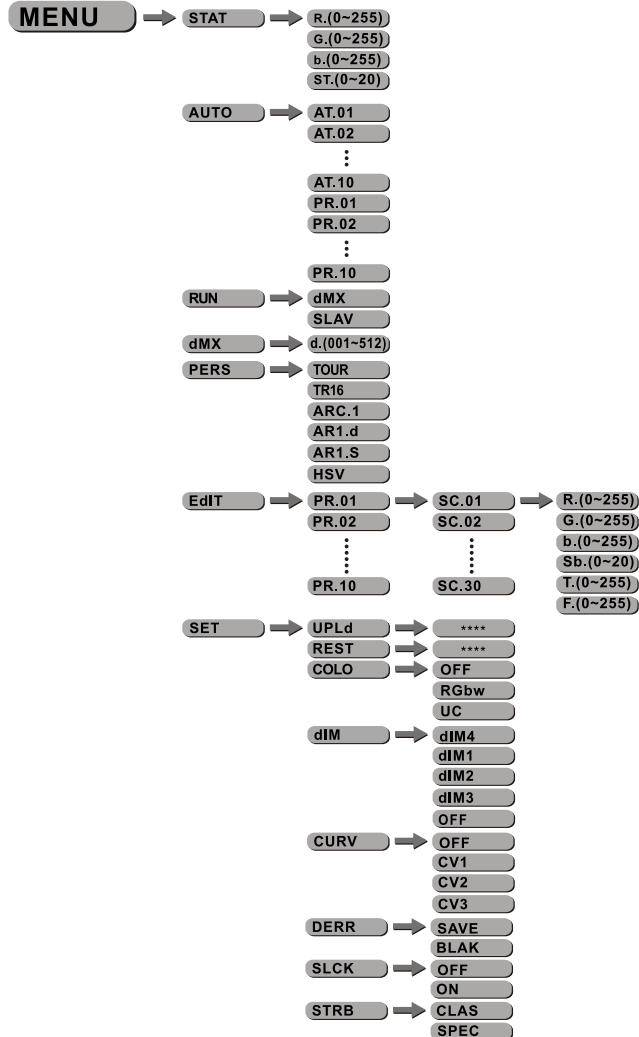 MENU STAT R.(0~255)
G.(0~255)
b.(0~255)
ST.(0~20)
AUTO AT.01
AT.02
AT.10
PR.01
PR.02
PR.10
RUN dMX
SLAV
dMX d.(001~512)
PERS TOUR
TR16
ARC.1
AR1.d
AR1.S
HSV
EdIT PR.01 SC.01 R.(0~255)
PR.02 SC.02 G.(0~255)
b.(0~255)
Sb.(0~20)
PR.10 SC.30 T.(0~255)
F.(0~255)
SET UPLd ****
REST ****
COLO OFF
RGbw
UC
dIM dIM4
dIM1
dIM2
dIM3
OFF
CURV OFF
CV1
CV2
CV3
DERR SAVE
BLAK
SLCK OFF
ON
STRB CLAS
SPEC